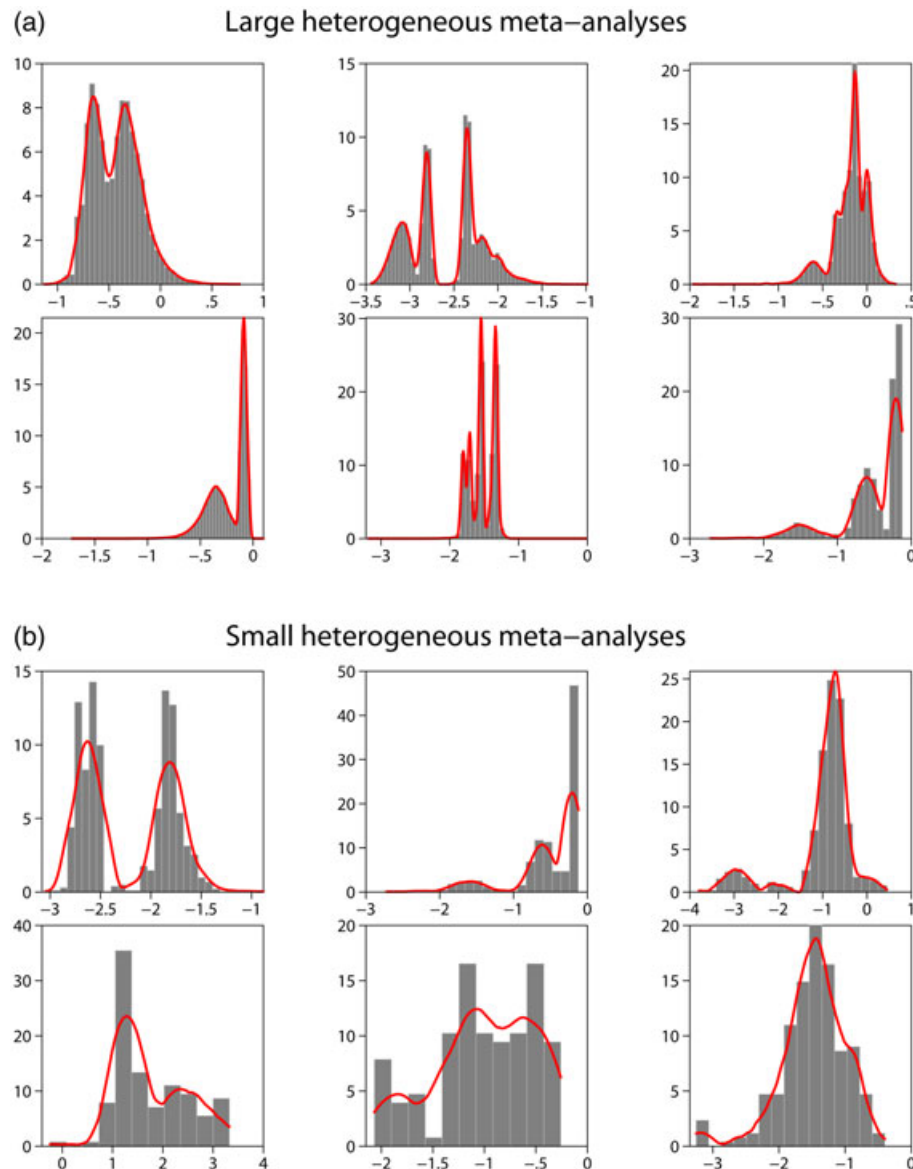 (a) Large heterogeneous meta−analyses
10 15 20
8
10 15
6
10
4
5
2 5
0 0 0
−1 −.5 0 .5 1 −3.5 −3 −2.5 −2 −1.5 −1 −2 −1.5 −1 −.5 0 .5
20 30 30
15 20 20
10
10 10
5
0 0 0
−2 −1.5 −1 −.5 0 −3 −2 −1 0 −3 −2 −1 0
(b) Small heterogeneous meta−analyses
15 50 25
40 20
10
30 15
20 10
5
10 5
0 0 0
−3 −2.5 −2 −1.5 −1 −3 −2 −1 0 −4 −3 −2 −1 0 1
40 20 20
30 15 15
20 10 10
10 5 5
0 0 0
0 1 2 3 4 −2 −1.5 −1 −.5 0 −3 −2 −1 0